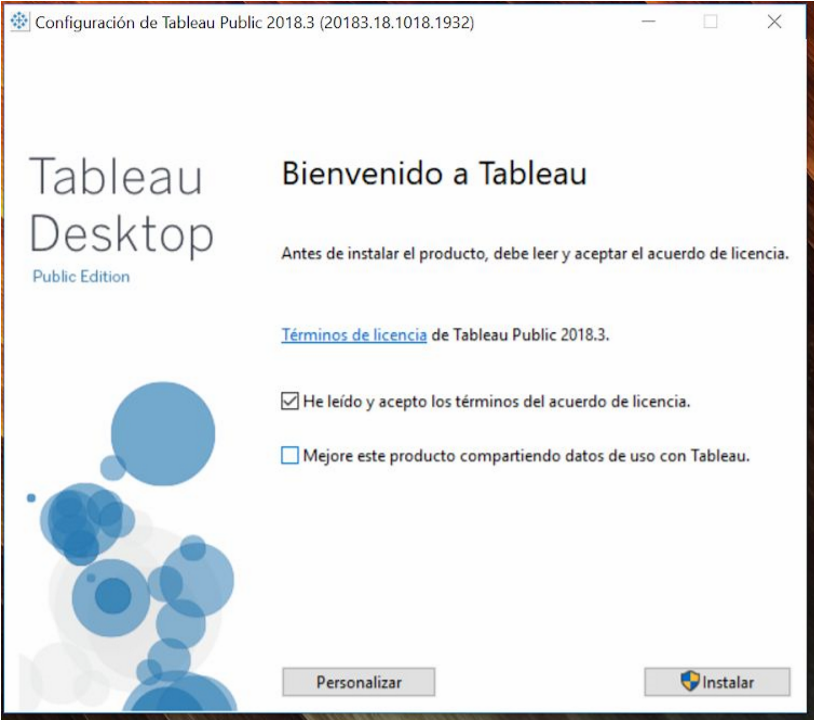 Configuración de Tableau Public 2018.3 (20183.18.1018.1932)
Tableau
Desktop
Public Edition
Bienvenido a Tableau
Antes de instalar el producto, debe leer y aceptar el acuerdo de licencia.
Términos de licencia de Tableau Public 2018.3.
He leído y acepto los términos del acuerdo de licencia.
Mejore este producto compartiendo datos de uso con Tableau.
Personalizar
Instalar